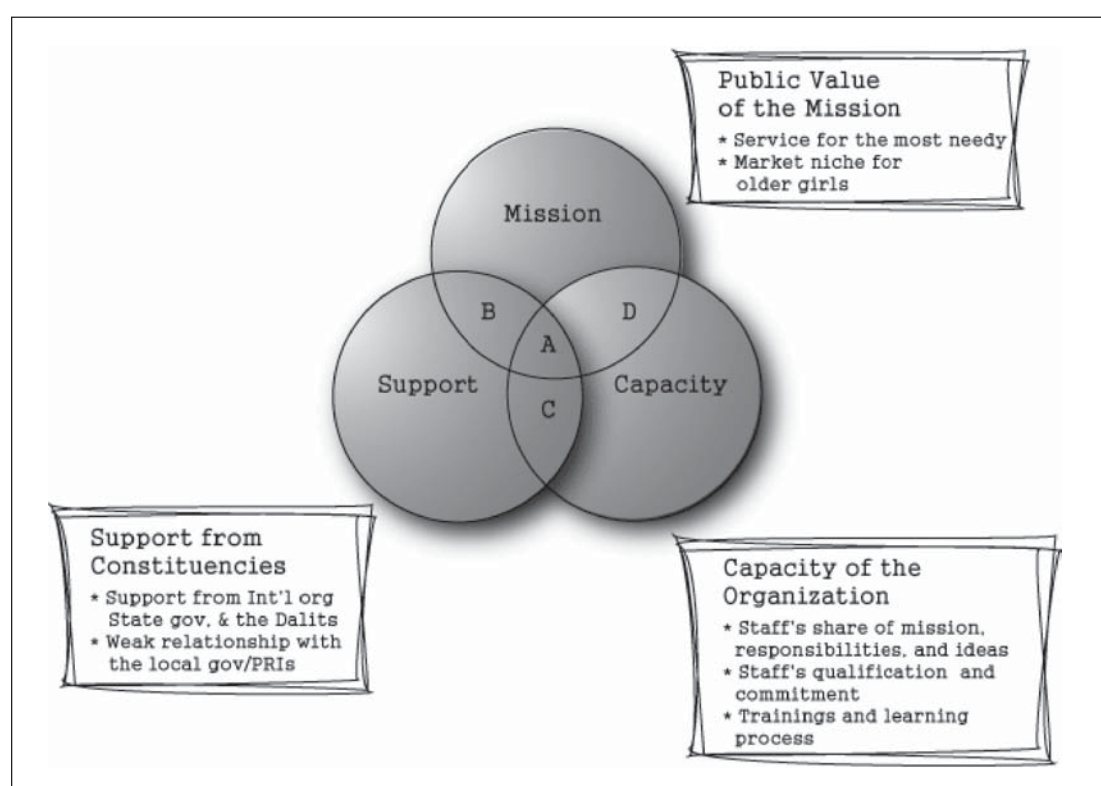 Public Value
of the Mission
* Service for the most needy
* Market niche for
older girls
Mission
B
D
A
Support
Capacity
C
Support from
Constituencies
* Support from Int'l org
State gov. & the Dalits
* Weak relationship with
the local gov/PRIs
Capacity of the
Organization
* Staff's share of mission,
responsibilities, and ideas
* Staff's qualification and
commitment
* Trainings and learning
process